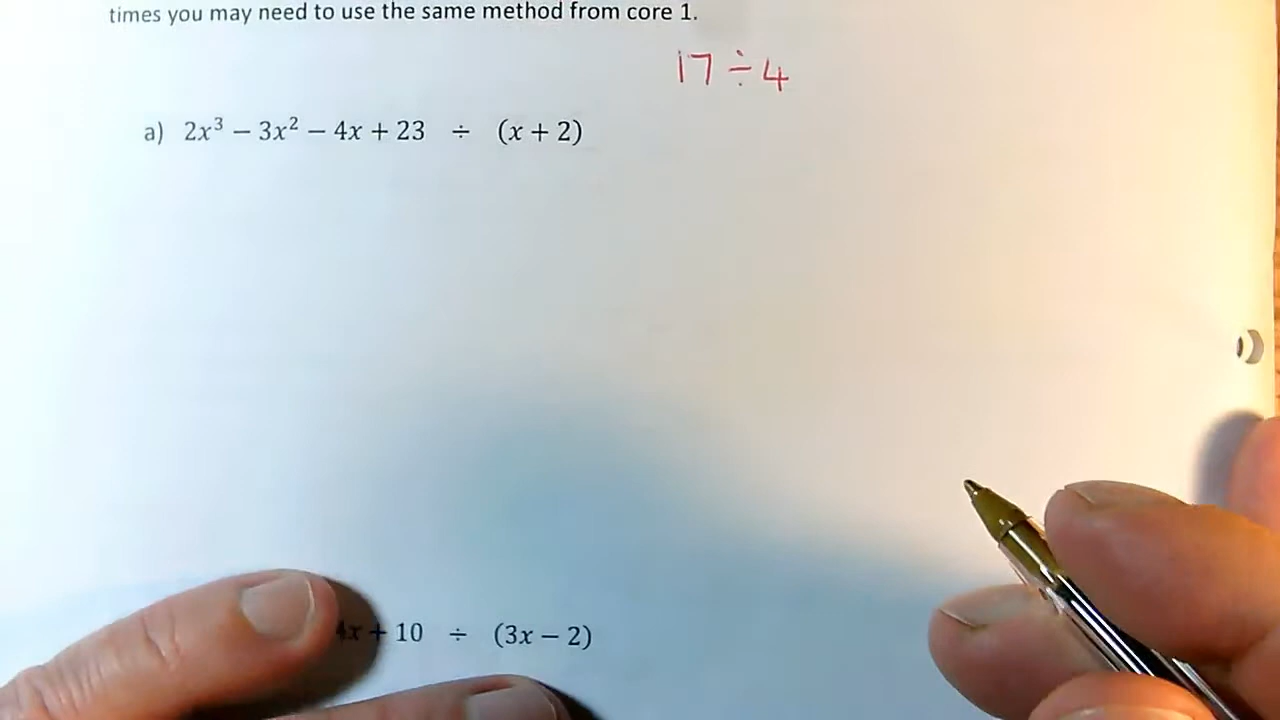 times you may need to use the same method from core 1.
17 ÷ 4
a) 2x³ − 3x² − 4x + 23 ÷ (x + 2)
4x + 10 ÷ (3x − 2)